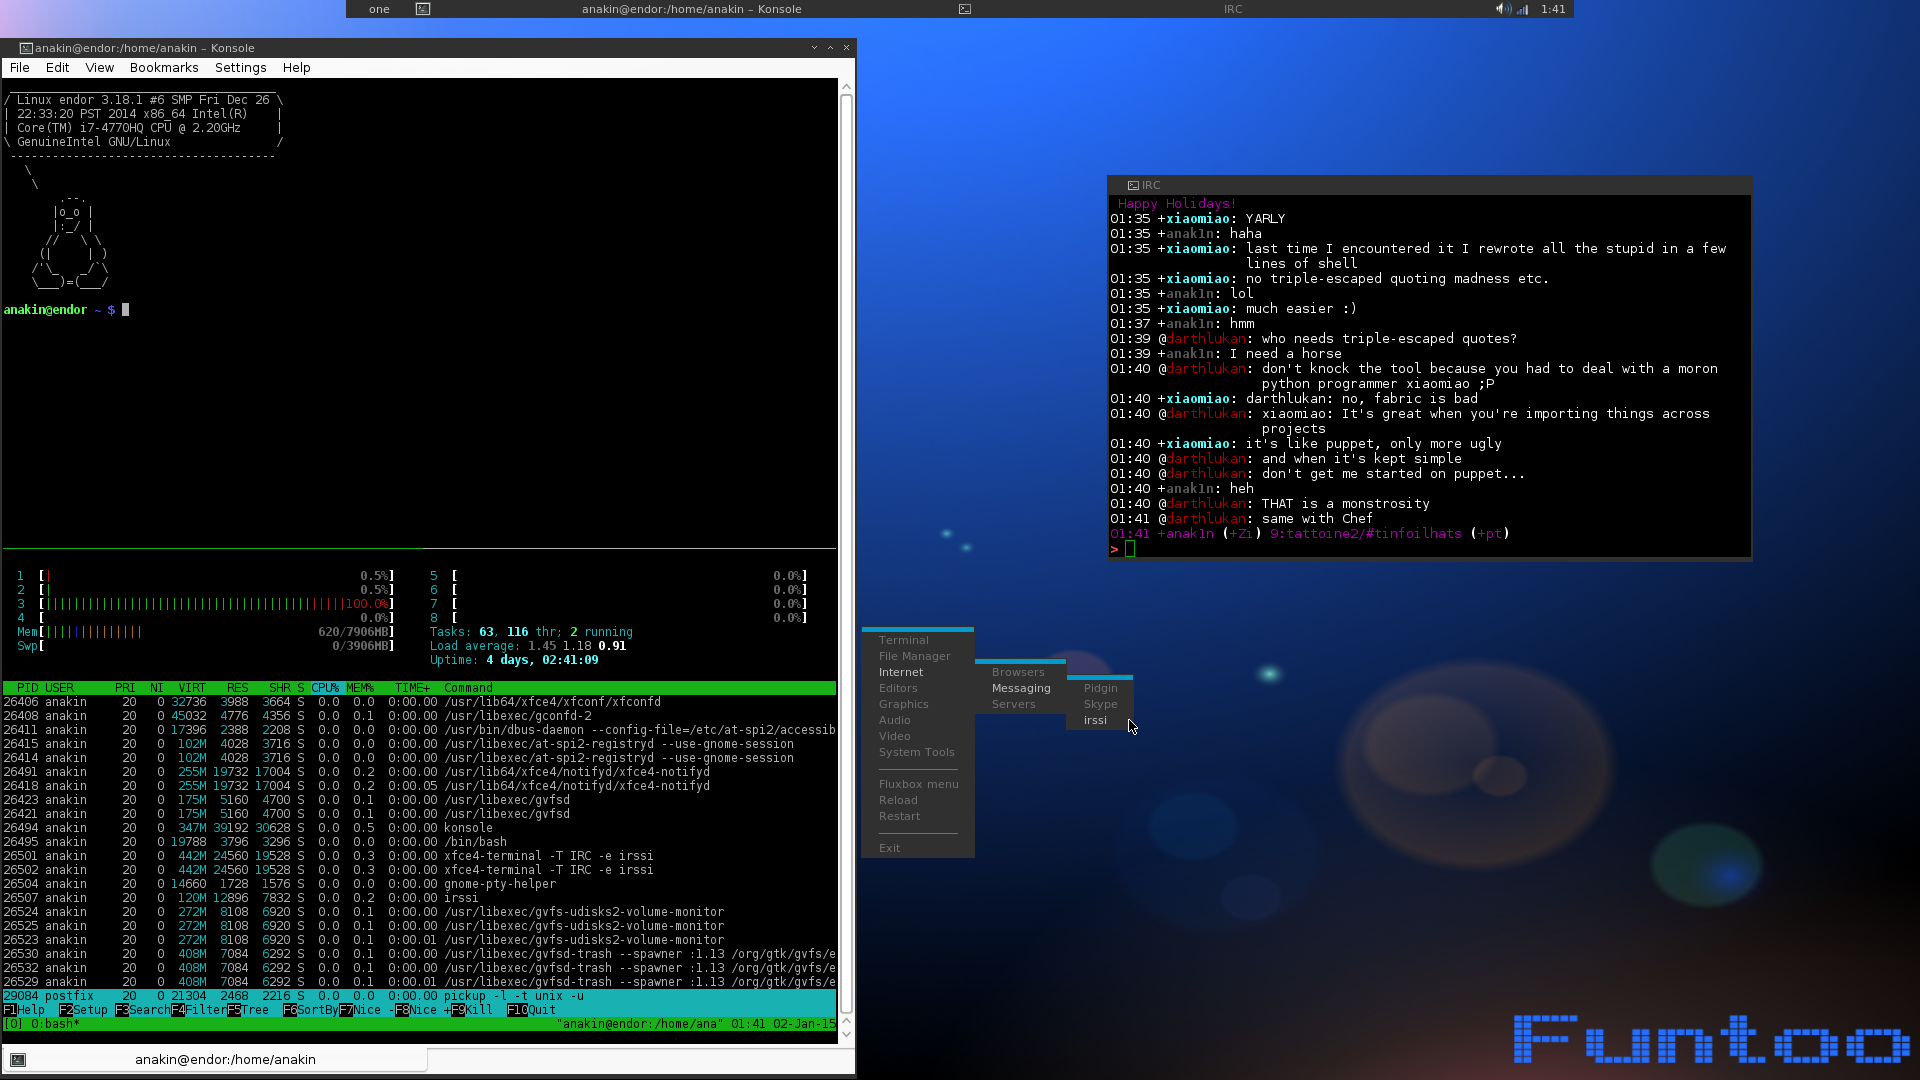 one
anakin@endor:/home/anakin – Konsole
IRC
1:41
anakin@endor:/home/anakin – Konsole
File Edit View Bookmarks Settings Help
/ Linux endor 3.18.1 #6 SMP Fri Dec 26 \
| 22:33:20 PST 2014 x86_64 Intel(R) |
| Core(TM) i7-4770HQ CPU @ 2.20GHz |
\ GenuineIntel GNU/Linux /
--------------------------------------
\
\
.--.
|o_o |
|:_/ |
// \ \
(| | )
/'\_ _/`\
\___)=(___/
anakin@endor ~ $
1 [| 0.5%] 5 [ 0.0%]
2 [| 0.5%] 6 [ 0.0%]
3 [||||||||||||||||||||||||||||||||||||||||||100.0%] 7 [ 0.0%]
4 [ 0.0%] 8 [ 0.0%]
Mem[|||||||||||||| 620/7906MB] Tasks: 63, 116 thr; 2 running
Swp[ 0/3906MB] Load average: 1.45 1.18 0.91
Uptime: 4 days, 02:41:09
PID USER PRI NI VIRT RES SHR S CPU% MEM% TIME+ Command
26406 anakin 20 0 32736 3988 3664 S 0.0 0.0 0:00.00 /usr/lib64/xfce4/xfconf/xfconfd
26408 anakin 20 0 45032 4776 4356 S 0.0 0.1 0:00.00 /usr/libexec/gconfd-2
26411 anakin 20 0 17396 2388 2208 S 0.0 0.0 0:00.00 /usr/bin/dbus-daemon --config-file=/etc/at-spi2/accessib
26415 anakin 20 0 102M 4028 3716 S 0.0 0.0 0:00.00 /usr/libexec/at-spi2-registryd --use-gnome-session
26414 anakin 20 0 102M 4028 3716 S 0.0 0.0 0:00.00 /usr/libexec/at-spi2-registryd --use-gnome-session
26491 anakin 20 0 255M 19732 17004 S 0.0 0.2 0:00.00 /usr/lib64/xfce4/notifyd/xfce4-notifyd
26418 anakin 20 0 255M 19732 17004 S 0.0 0.2 0:00.05 /usr/lib64/xfce4/notifyd/xfce4-notifyd
26423 anakin 20 0 175M 5160 4700 S 0.0 0.1 0:00.00 /usr/libexec/gvfsd
26421 anakin 20 0 175M 5160 4700 S 0.0 0.1 0:00.00 /usr/libexec/gvfsd
26494 anakin 20 0 347M 39192 30628 S 0.0 0.5 0:00.00 konsole
26495 anakin 20 0 19788 3796 3296 S 0.0 0.0 0:00.00 /bin/bash
26501 anakin 20 0 442M 24560 19528 S 0.0 0.3 0:00.00 xfce4-terminal -T IRC -e irssi
26502 anakin 20 0 442M 24560 19528 S 0.0 0.3 0:00.00 xfce4-terminal -T IRC -e irssi
26504 anakin 20 0 14660 1728 1576 S 0.0 0.0 0:00.00 gnome-pty-helper
26507 anakin 20 0 120M 12896 7832 S 0.0 0.2 0:00.00 irssi
26524 anakin 20 0 272M 8108 6920 S 0.0 0.1 0:00.00 /usr/libexec/gvfs-udisks2-volume-monitor
26525 anakin 20 0 272M 8108 6920 S 0.0 0.1 0:00.00 /usr/libexec/gvfs-udisks2-volume-monitor
26523 anakin 20 0 272M 8108 6920 S 0.0 0.1 0:00.01 /usr/libexec/gvfs-udisks2-volume-monitor
26530 anakin 20 0 408M 7084 6292 S 0.0 0.1 0:00.00 /usr/libexec/gvfsd-trash --spawner :1.13 /org/gtk/gvfs/e
26532 anakin 20 0 408M 7084 6292 S 0.0 0.1 0:00.00 /usr/libexec/gvfsd-trash --spawner :1.13 /org/gtk/gvfs/e
26529 anakin 20 0 408M 7084 6292 S 0.0 0.1 0:00.01 /usr/libexec/gvfsd-trash --spawner :1.13 /org/gtk/gvfs/e
29084 postfix 20 0 21304 2468 2216 S 0.0 0.0 0:00.00 pickup -l -t unix -u
F1Help F2Setup F3SearchF4FilterF5Tree F6SortByF7Nice -F8Nice +F9Kill F10Quit
[0] 0:bash* "anakin@endor:/home/ana" 01:41 02-Jan-15
anakin@endor:/home/anakin
IRC
Happy Holidays!
01:35 +xiaomiao: YARLY
01:35 +anak1n: haha
01:35 +xiaomiao: last time I encountered it I rewrote all the stupid in a few
lines of shell
01:35 +xiaomiao: no triple-escaped quoting madness etc.
01:35 +anak1n: lol
01:35 +xiaomiao: much easier :)
01:37 +anak1n: hmm
01:39 @darthlukan: who needs triple-escaped quotes?
01:39 +anak1n: I need a horse
01:40 @darthlukan: don't knock the tool because you had to deal with a moron
python programmer xiaomiao ;P
01:40 +xiaomiao: darthlukan: no, fabric is bad
01:40 @darthlukan: xiaomiao: It's great when you're importing things across
projects
01:40 +xiaomiao: it's like puppet, only more ugly
01:40 @darthlukan: and when it's kept simple
01:40 @darthlukan: don't get me started on puppet...
01:40 +anak1n: heh
01:40 @darthlukan: THAT is a monstrosity
01:41 @darthlukan: same with Chef
01:41 +anak1n (+Zi) 9:tattoine2/#tinfoilhats (+pt)
>
Terminal
File Manager
Internet
Editors
Graphics
Audio
Video
System Tools
Fluxbox menu
Reload
Restart
Exit
Browsers
Messaging
Servers
Pidgin
Skype
irssi
Funtoo